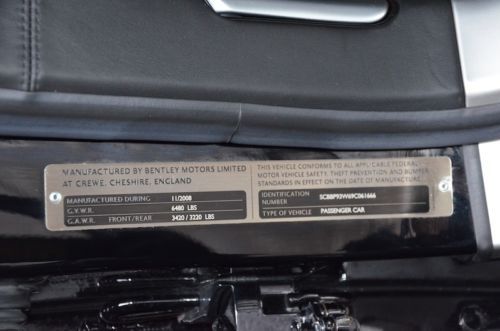 MANUFACTURED BY BENTLEY MOTORS LIMITED
AT CREWE, CHESHIRE, ENGLAND
MANUFACTURED DURING 11/2008
G.V.W.R. 6480 LBS
G.A.W.R. FRONT/REAR 3420 / 3220 LBS
THIS VEHICLE CONFORMS TO ALL APPLICABLE FEDERAL
MOTOR VEHICLE SAFETY, THEFT PREVENTION AND BUMPER
STANDARDS IN EFFECT ON THE DATE OF MANUFACTURE.
IDENTIFICATION
NUMBER
TYPE OF VEHICLE PASSENGER CAR